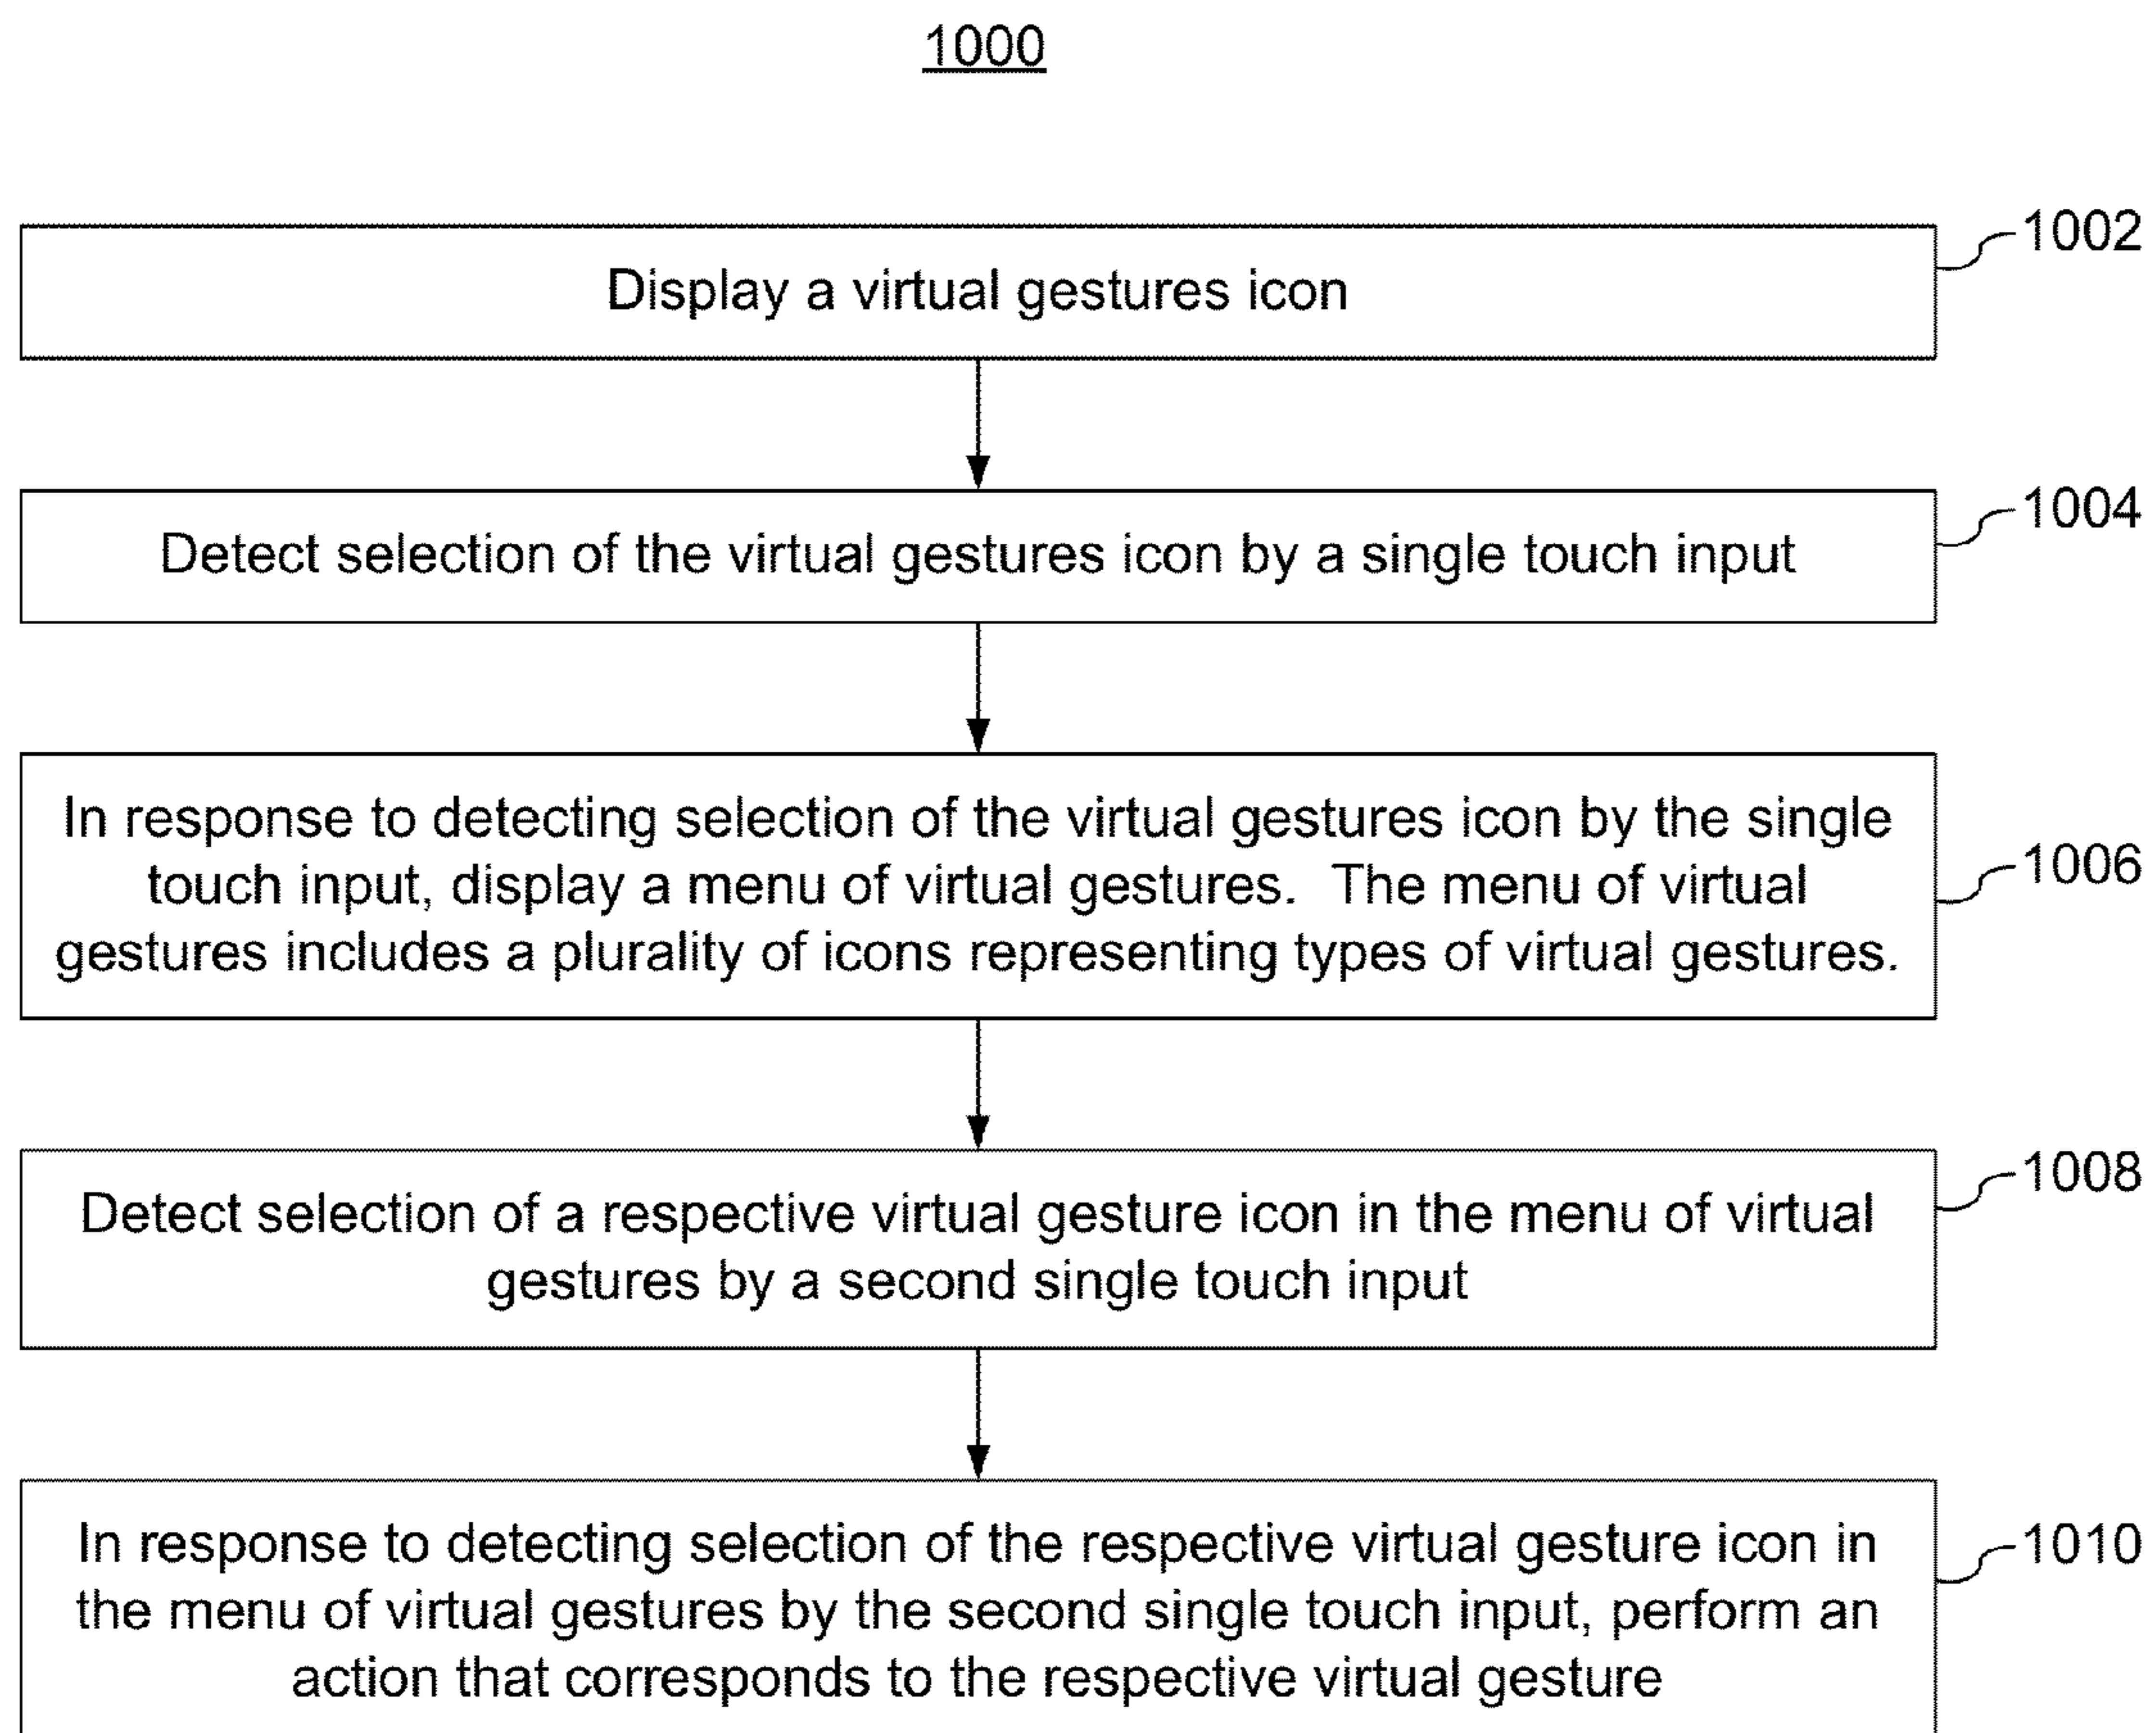 1000
1002
Display a virtual gestures icon
1004
Detect selection of the virtual gestures icon by a single touch input
In response to detecting selection of the virtual gestures icon by the single
touch input, display a menu of virtual gestures. The menu of virtual
gestures includes a plurality of icons representing types of virtual gestures.
1006
Detect selection of a respective virtual gesture icon in the menu of virtual
gestures by a second single touch input
1008
In response to detecting selection of the respective virtual gesture icon in
the menu of virtual gestures by the second single touch input, perform an
action that corresponds to the respective virtual gesture
1010